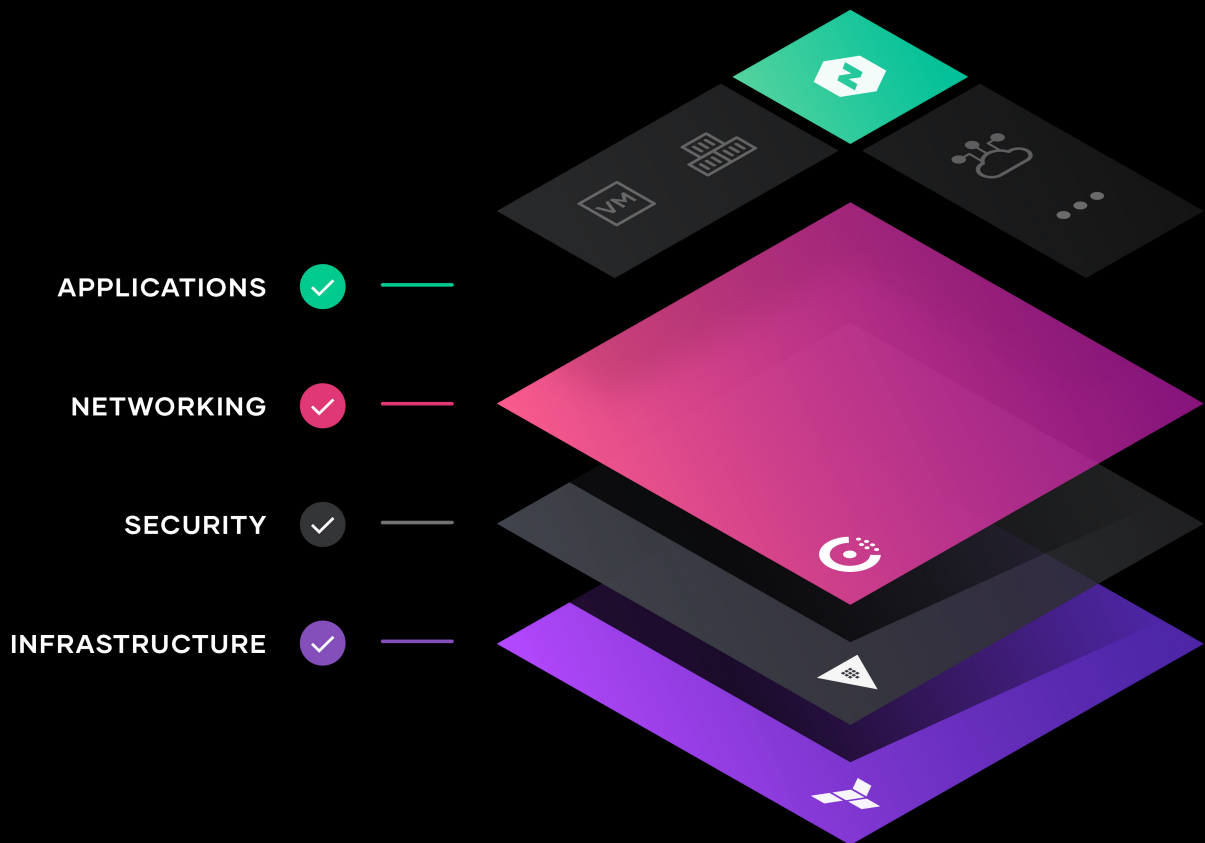 VM
APPLICATIONS
NETWORKING
SECURITY
INFRASTRUCTURE